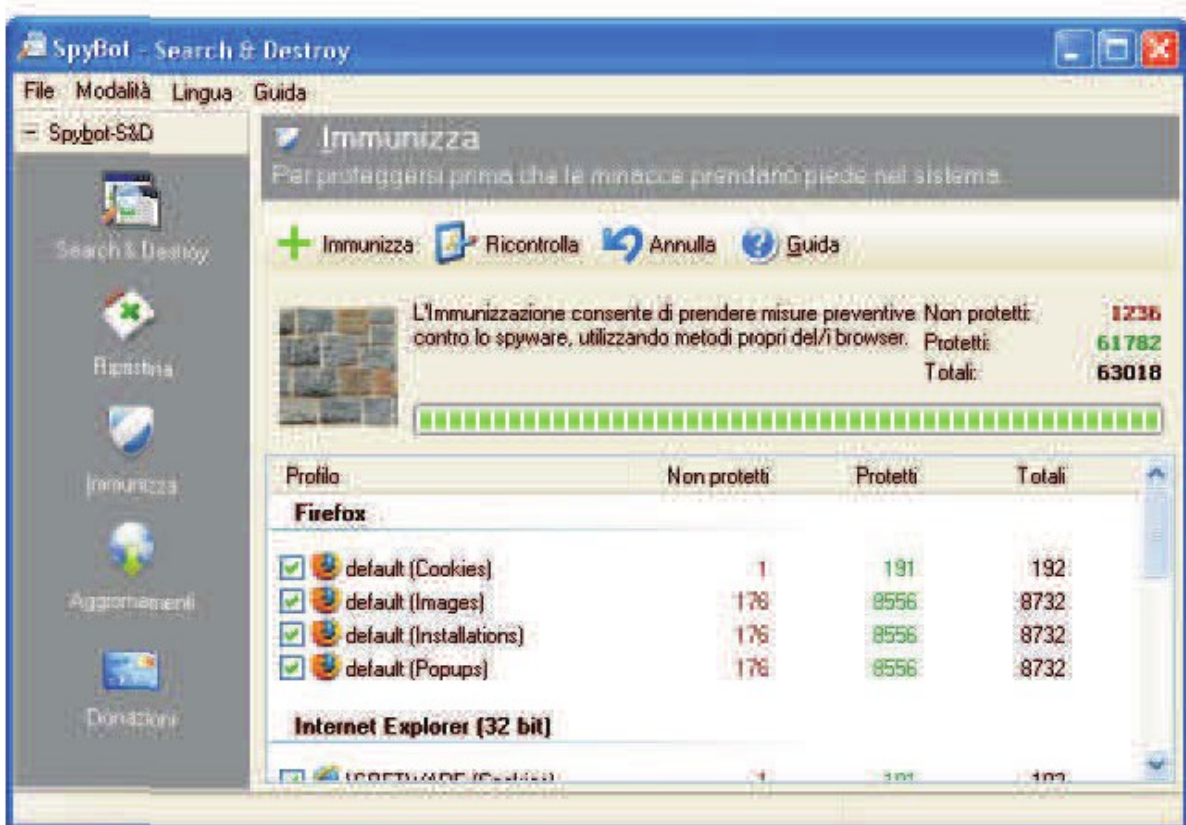 SpyBot - Search & Destroy
File Modalità Lingua Guida
- Spybot-S&D
Search & Destroy
Ripristina
Immunizza
Aggiornamenti
Donazioni
Immunizza
Per proteggersi prima che le minacce prendano piede nel sistema
Immunizza Ricontrolla Annulla Guida
L'Immunizzazione consente di prendere misure preventive
contro lo spyware, utilizzando metodi propri del/i browser.
Non protetti: 1236
Protetti: 61782
Totali: 63018
Profilo Non protetti Protetti Totali
Firefox
default (Cookies) 1 191 192
default (Images) 176 8556 8732
default (Installations) 176 8556 8732
default (Popups) 176 8556 8732
Internet Explorer (32 bit)
(Cookies) 1 191 192